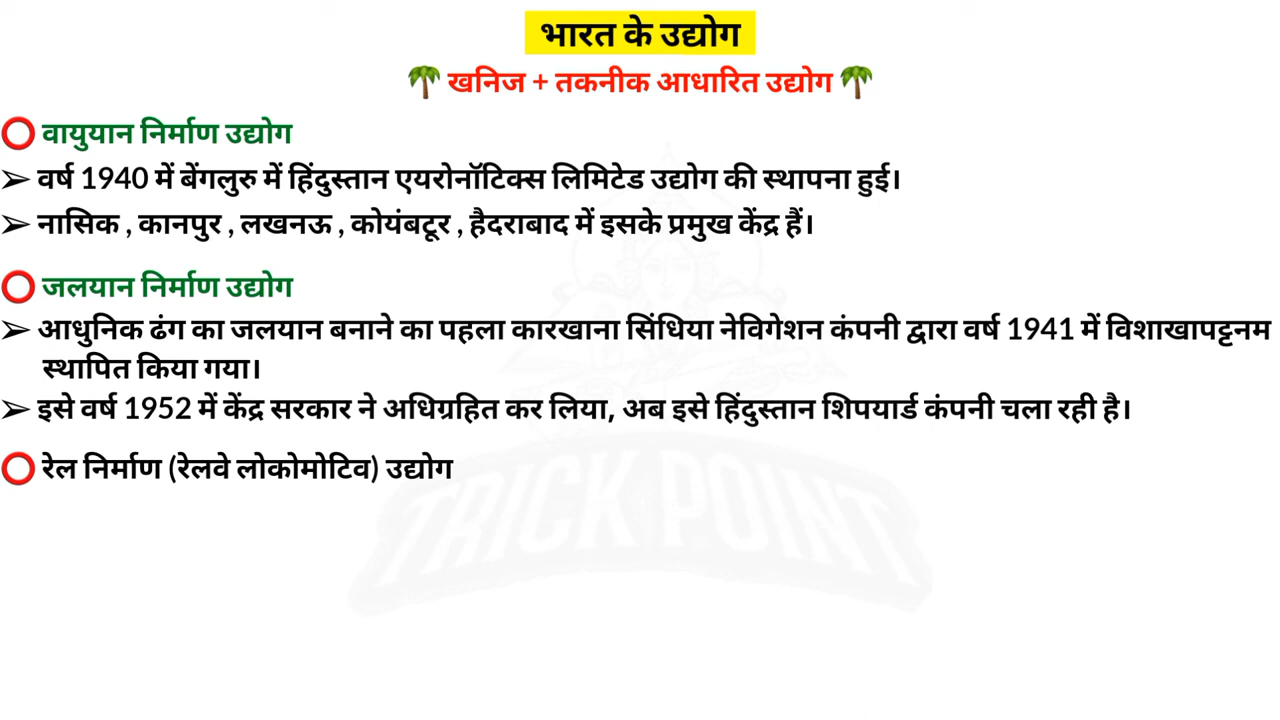 भारत के उद्योग
🌴 खनिज + तकनीक आधारित उद्योग 🌴
⭕ वायुयान निर्माण उद्योग
➢ वर्ष 1940 में बेंगलुरु में हिंदुस्तान एयरोनॉटिक्स लिमिटेड उद्योग की स्थापना हुई।
➢ नासिक , कानपुर , लखनऊ , कोयंबटूर , हैदराबाद में इसके प्रमुख केंद्र हैं।
⭕ जलयान निर्माण उद्योग
➢ आधुनिक ढंग का जलयान बनाने का पहला कारखाना सिंधिया नेविगेशन कंपनी द्वारा वर्ष 1941 में विशाखापट्टनम
स्थापित किया गया।
➢ इसे वर्ष 1952 में केंद्र सरकार ने अधिग्रहित कर लिया, अब इसे हिंदुस्तान शिपयार्ड कंपनी चला रही है।
⭕ रेल निर्माण (रेलवे लोकोमोटिव) उद्योग
TRICK POINT